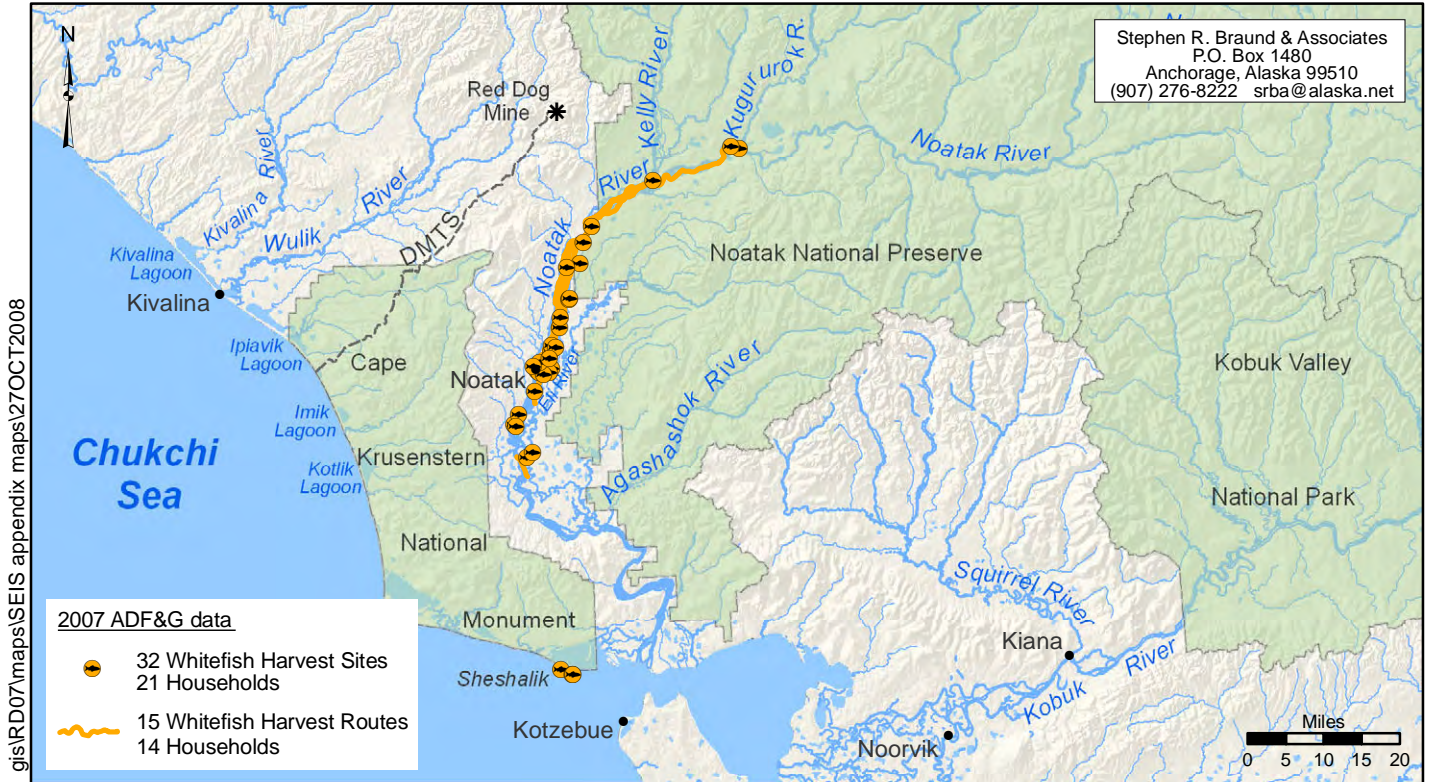 N
Stephen R. Braund & Associates
P.O. Box 1480
Anchorage, Alaska 99510
(907) 276-8222 srba@alaska.net
Red Dog
Mine
Kelly River
Kugururok R.
Noatak River
Kivalina River
Wulik River
DMTS
Noatak River
Noatak National Preserve
Kivalina
Lagoon
Kivalina
Ipiavik
Lagoon
Cape
Noatak
Eli River
Agashashok River
Kobuk Valley
Imik
Lagoon
Chukchi
Sea
Krusenstern
Kotlik
Lagoon
National Park
National
Squirrel River
Monument
Kiana
Sheshalik
Kobuk River
Kotzebue
Noorvik
2007 ADF&G data
32 Whitefish Harvest Sites
21 Households
15 Whitefish Harvest Routes
14 Households
Miles
0 5 10 15 20
gis\RD07\maps\SEIS appendix maps\27OCT2008